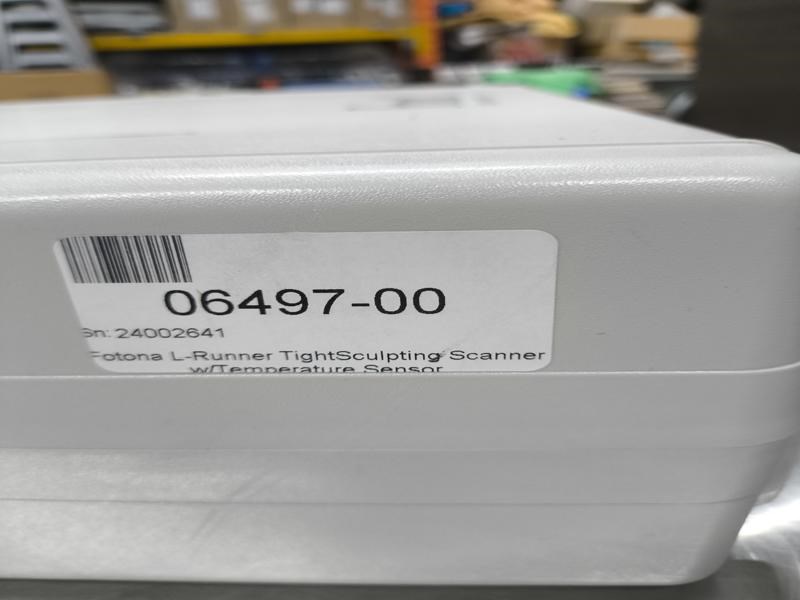 06497-00
Sn: 24002641
Fotona L-Runner TightSculpting Scanner
w/Temperature Sensor